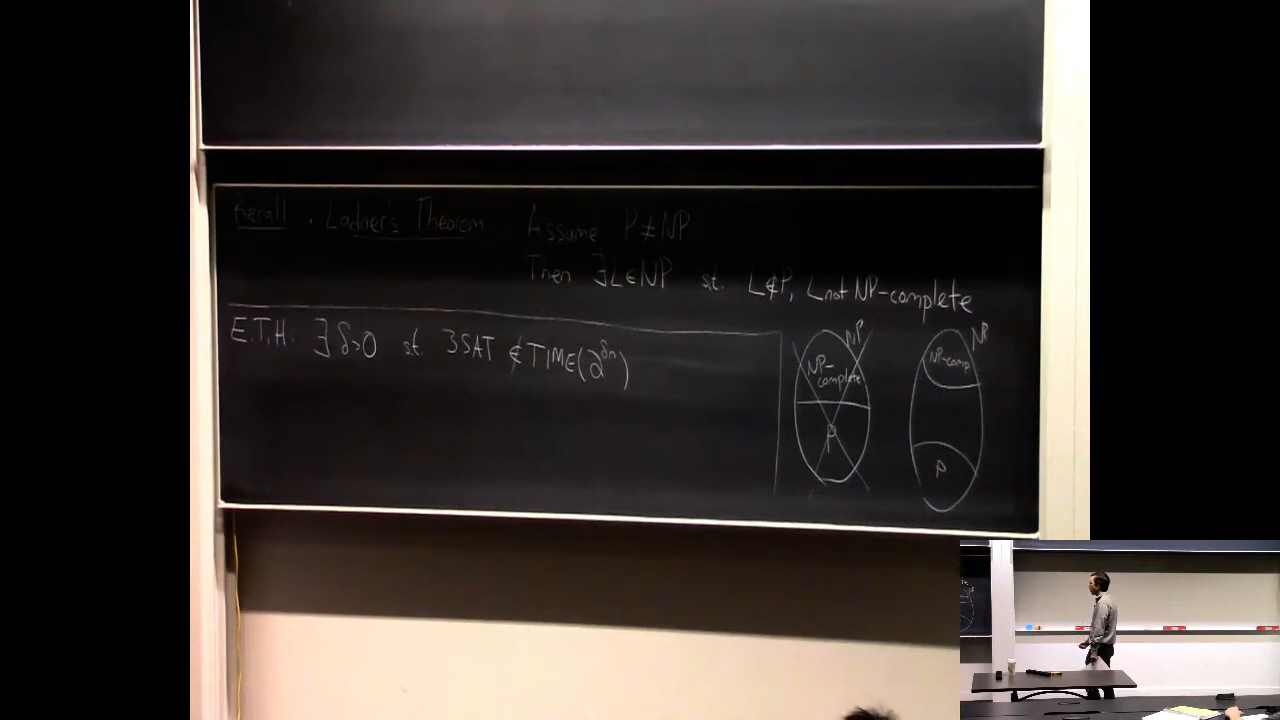 Recall . Ladner's Theorem. Assume P≠NP
Then ∃L∈NP s.t. L∉P, L not NP-complete
E.T.H: ∃ δ>0 s.t. 3SAT ∉ TIME(2^{δn})
NP
NP-
complete
P
NP
NP-comp
P